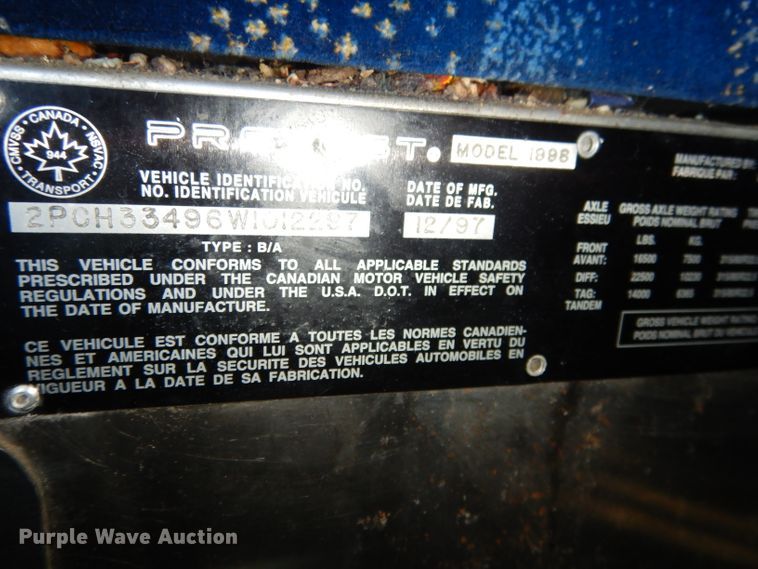 CMVSS • CANADA • NSVAC
944
TRANSPORT
MODEL 1998
MANUFACTURED
FABRIQUE PAR
VEHICLE IDENTIFICATION NO.
NO. IDENTIFICATION VEHICULE
DATE OF MFG.
DATE DE FAB.
2PCH33496W1012297
12/97
TYPE : B/A
AXLE
ESSIEU
GROSS AXLE WEIGHT RATING
POIDS NOMINAL BRUT
LBS. KG.
FRONT
AVANT: 16500 7500
DIFF: 22500 10230
TAG: 14000 6365
TANDEM
GROSS VEHICLE WEIGHT RATING
POIDS NOMINAL BRUT DU
THIS VEHICLE CONFORMS TO ALL APPLICABLE STANDARDS
PRESCRIBED UNDER THE CANADIAN MOTOR VEHICLE SAFETY
REGULATIONS AND UNDER THE U.S.A. D.O.T. IN EFFECT ON
THE DATE OF MANUFACTURE.
CE VEHICULE EST CONFORME A TOUTES LES NORMES CANADIEN-
NES ET AMERICAINES QUI LUI SONT APPLICABLES EN VERTU DU
REGLEMENT SUR LA SECURITE DES VEHICULES AUTOMOBILES EN
VIGUEUR A LA DATE DE SA FABRICATION.
Purple Wave Auction